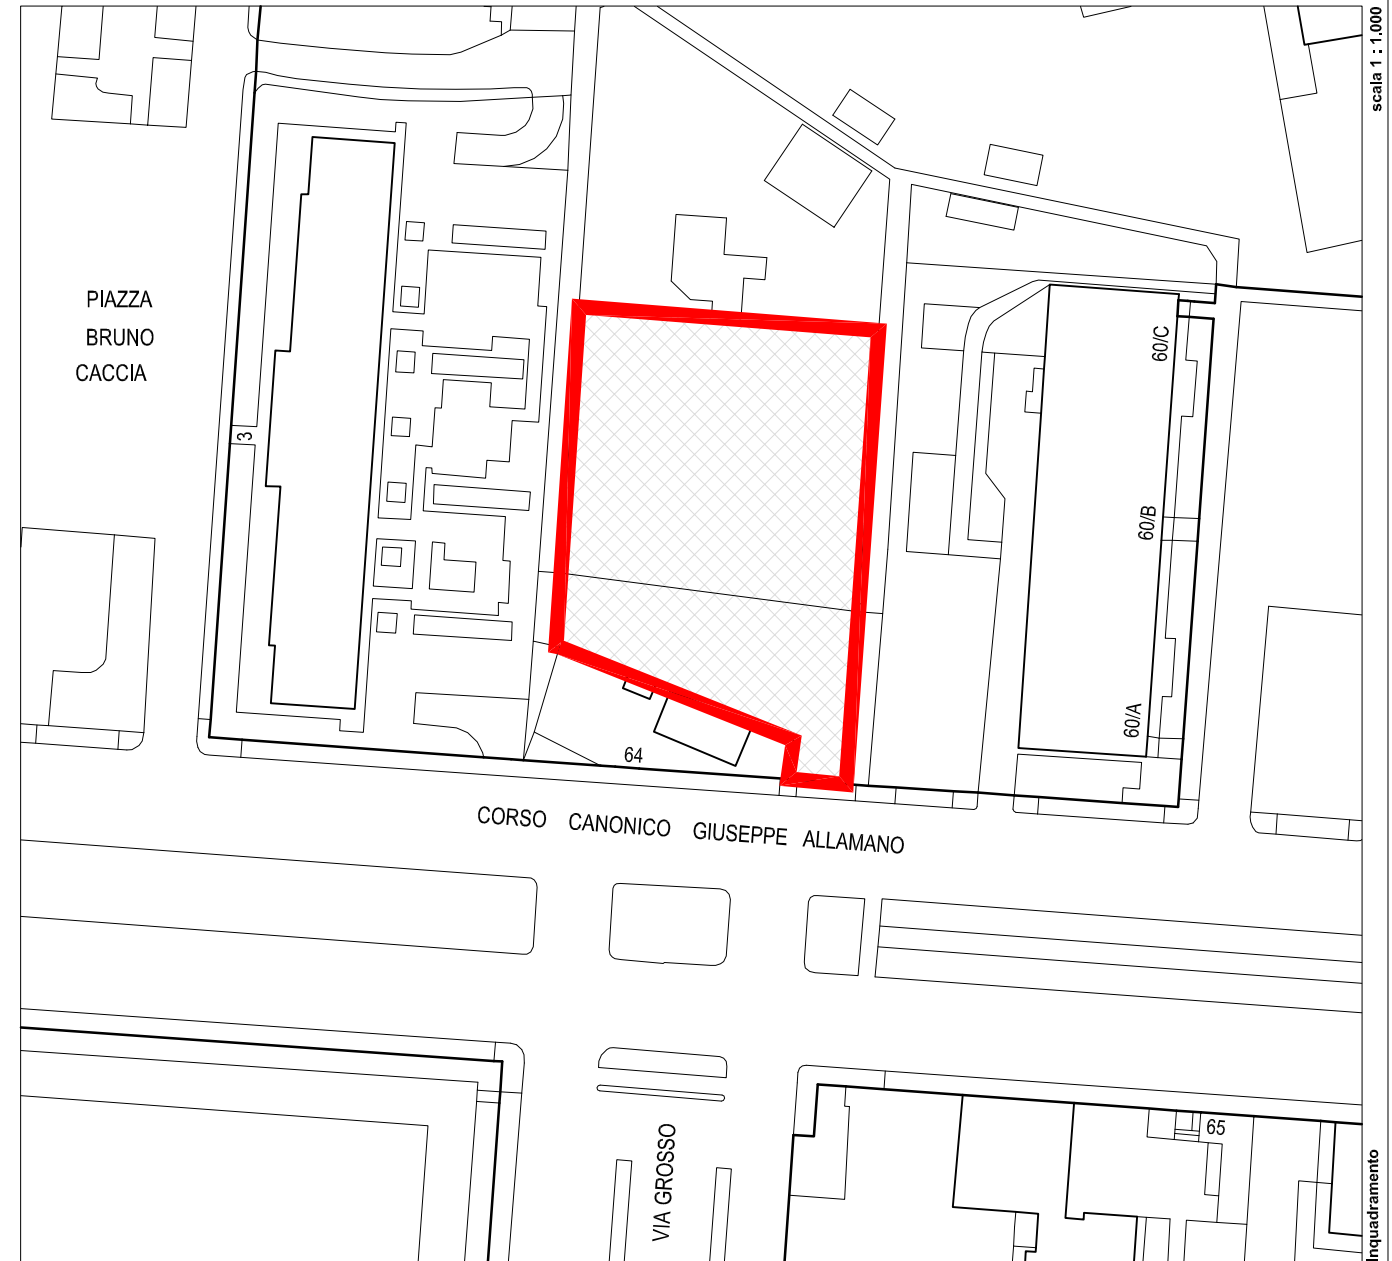 scala 1 : 1.000
PIAZZA
BRUNO
CACCIA
3
60/C
60/B
60/A
64
CORSO CANONICO GIUSEPPE ALLAMANO
VIA GROSSO
65
Inquadramento